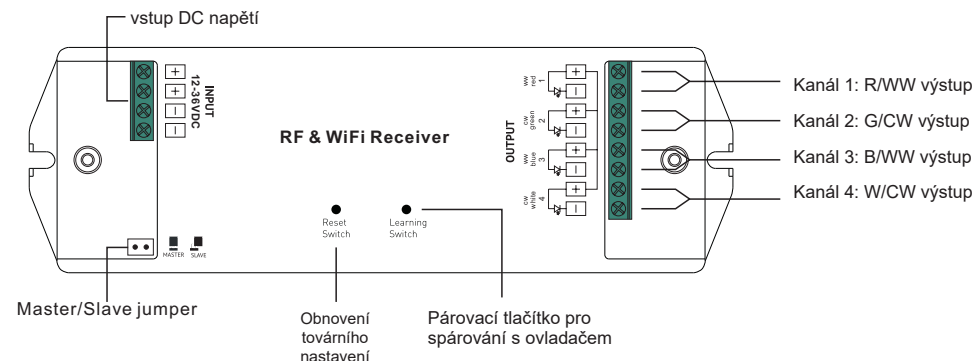 vstup DC napětí
INPUT
12-36VDC
+
+
−
−
RF & WiFi Receiver
OUTPUT
ww
red
1
+
−
cw
green
2
+
−
ww
blue
3
+
−
cw
white
4
+
−
Kanál 1: R/WW výstup
Kanál 2: G/CW výstup
Kanál 3: B/WW výstup
Kanál 4: W/CW výstup
Reset
Switch
Learning
Switch
MASTER
SLAVE
Master/Slave jumper
Obnovení
továrního
nastavení
Párovací tlačítko pro
spárování s ovladačem